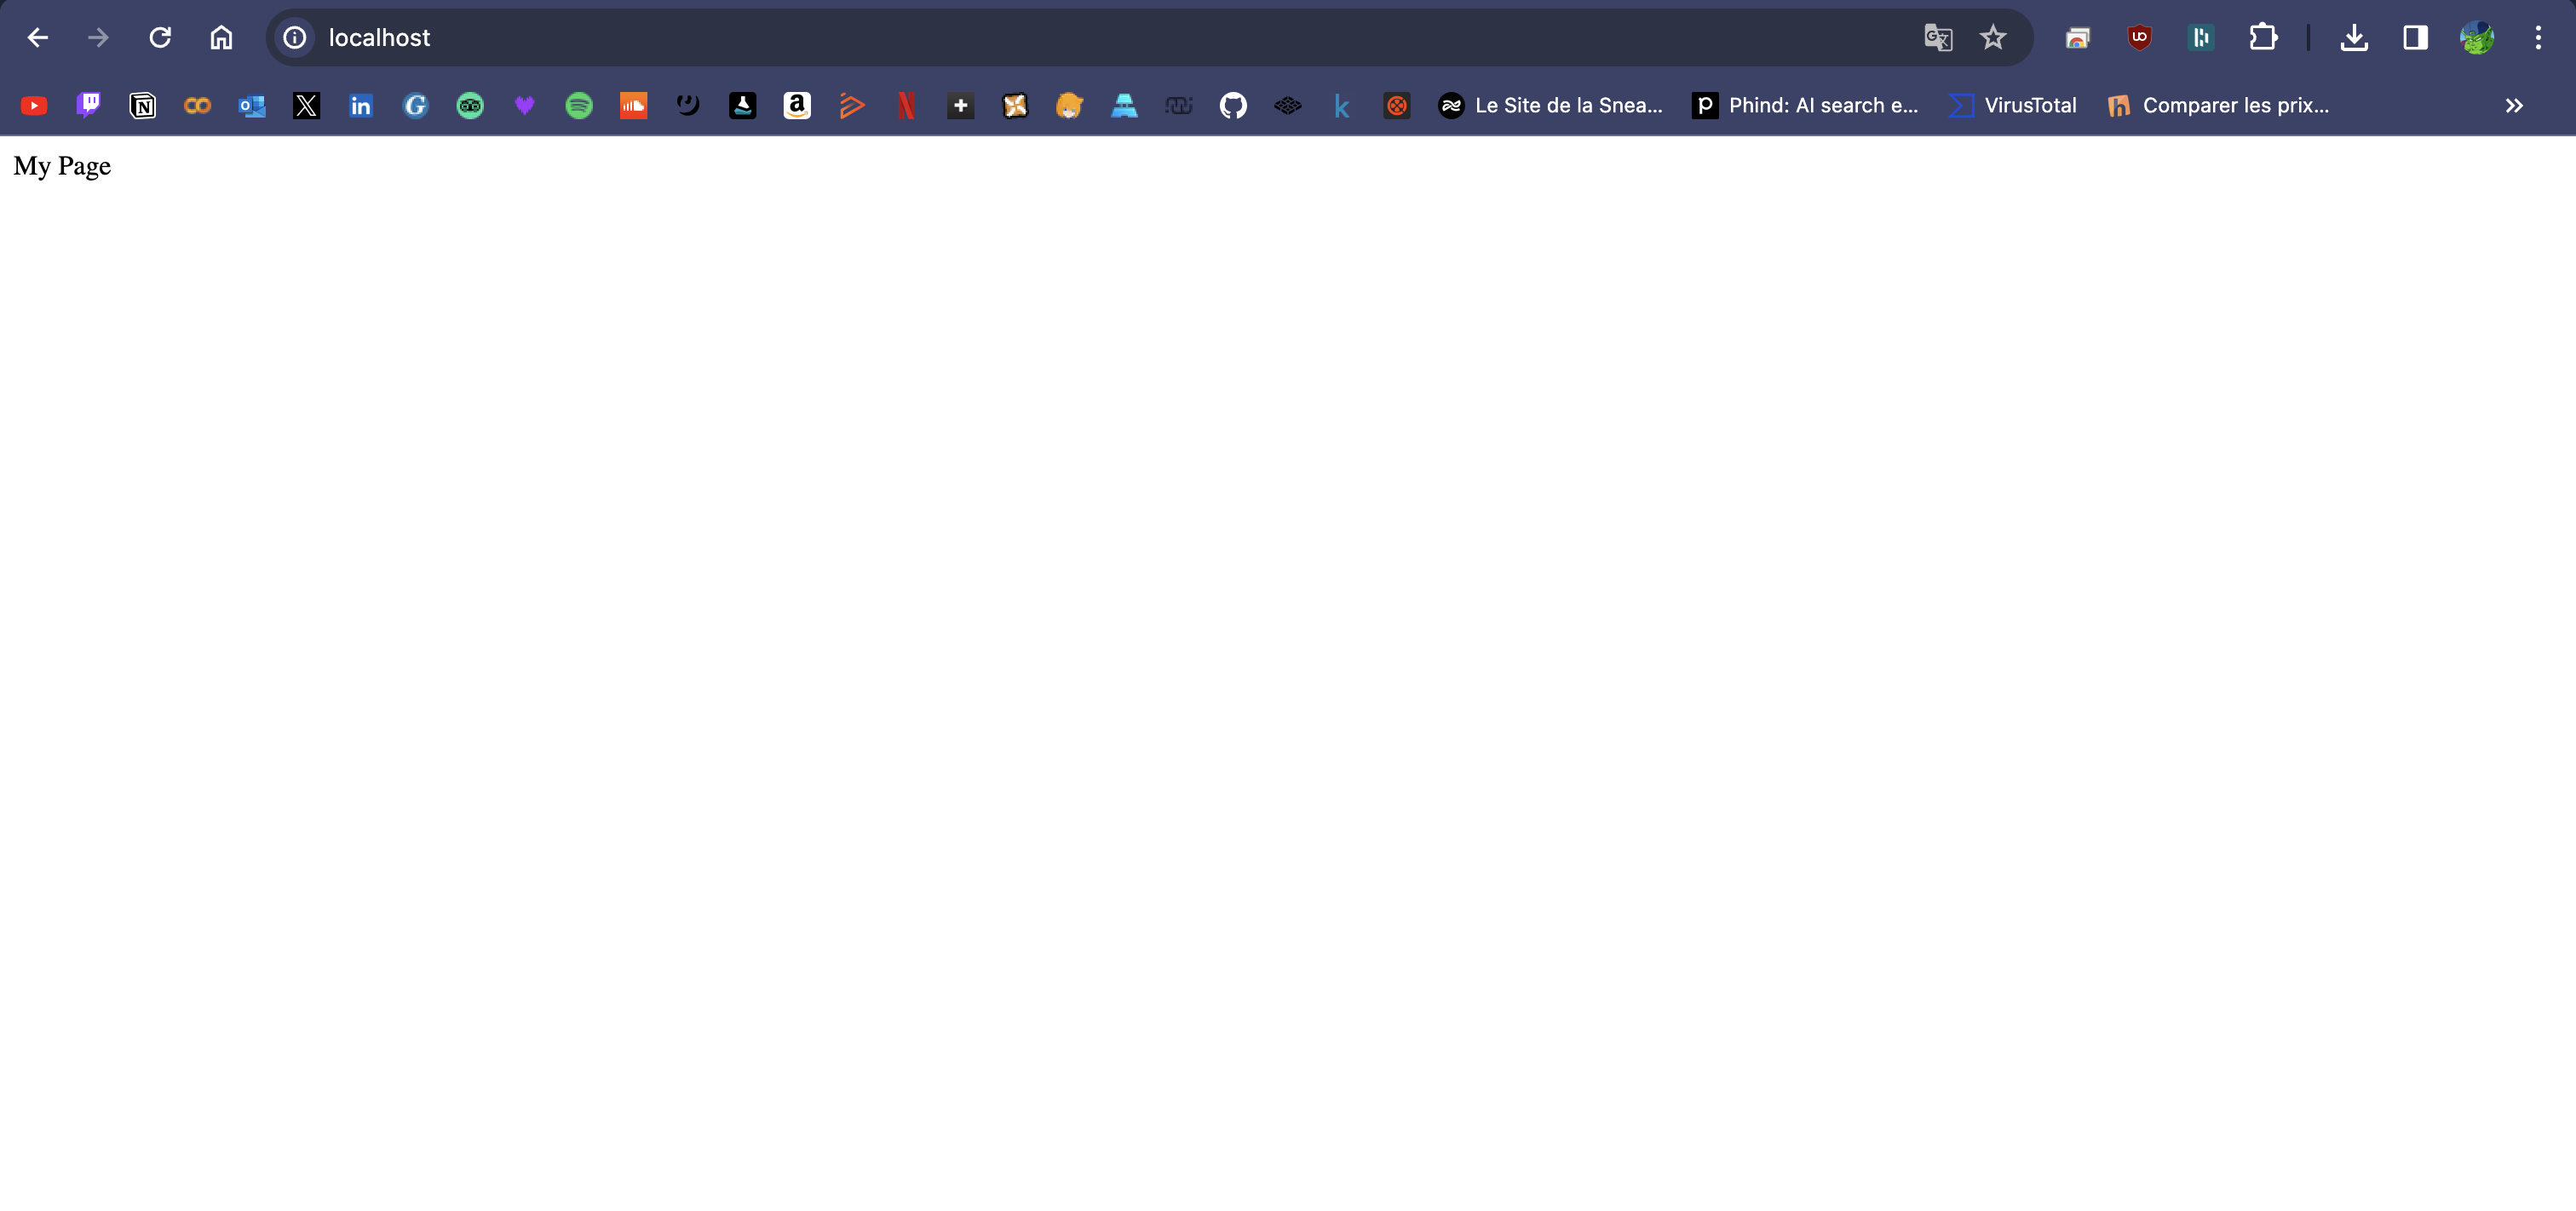 localhost
Le Site de la Snea... Phind: AI search e... VirusTotal Comparer les prix...
My Page